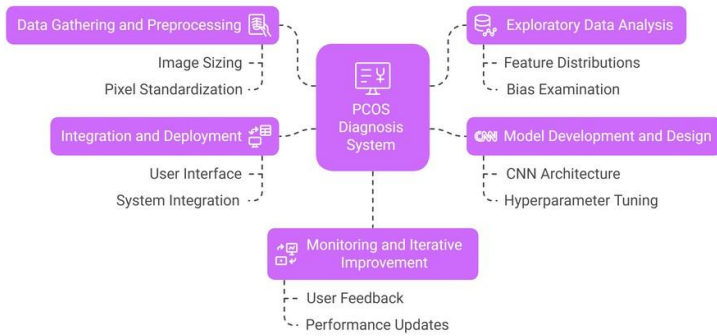 Data Gathering and Preprocessing
Image Sizing
Pixel Standardization
Integration and Deployment
User Interface
System Integration
PCOS
Diagnosis
System
Exploratory Data Analysis
Feature Distributions
Bias Examination
CNN
Model Development and Design
CNN Architecture
Hyperparameter Tuning
Monitoring and Iterative
Improvement
User Feedback
Performance Updates